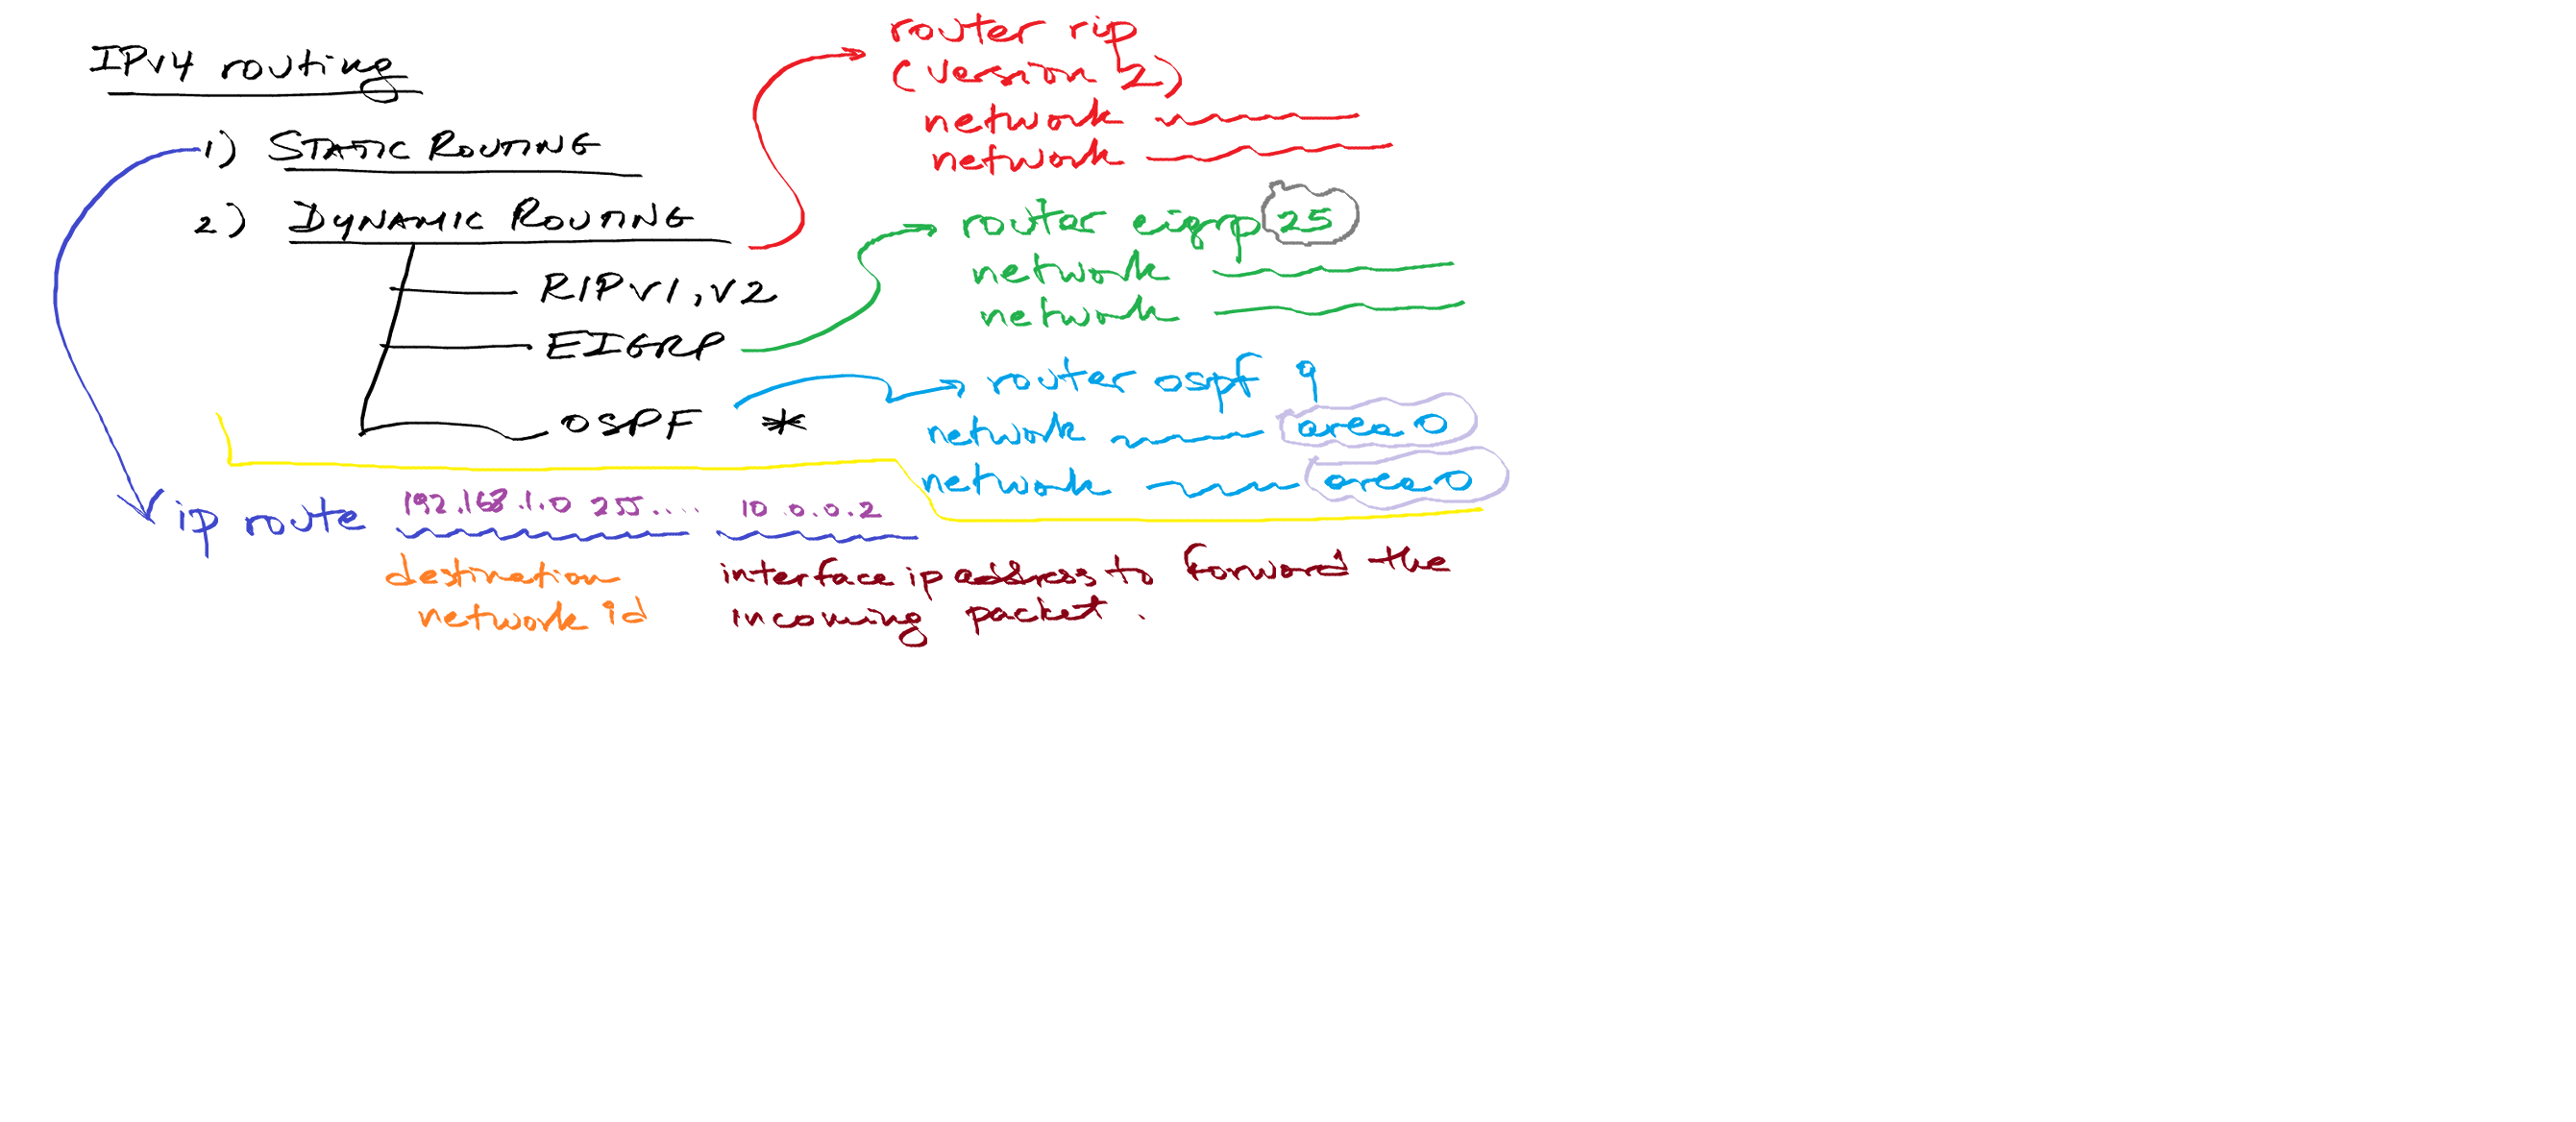 IPv4 routing
1) STATIC ROUTING
2) DYNAMIC ROUTING
RIPV1, V2
EIGRP
OSPF *
router rip
(version 2)
network
network
router eigrp 25
network
network
router ospf 9
network area 0
network area 0
ip route 192.168.1.0 255.... 10.0.0.2
destination
network id
interface ip address to forward the
incoming packet.